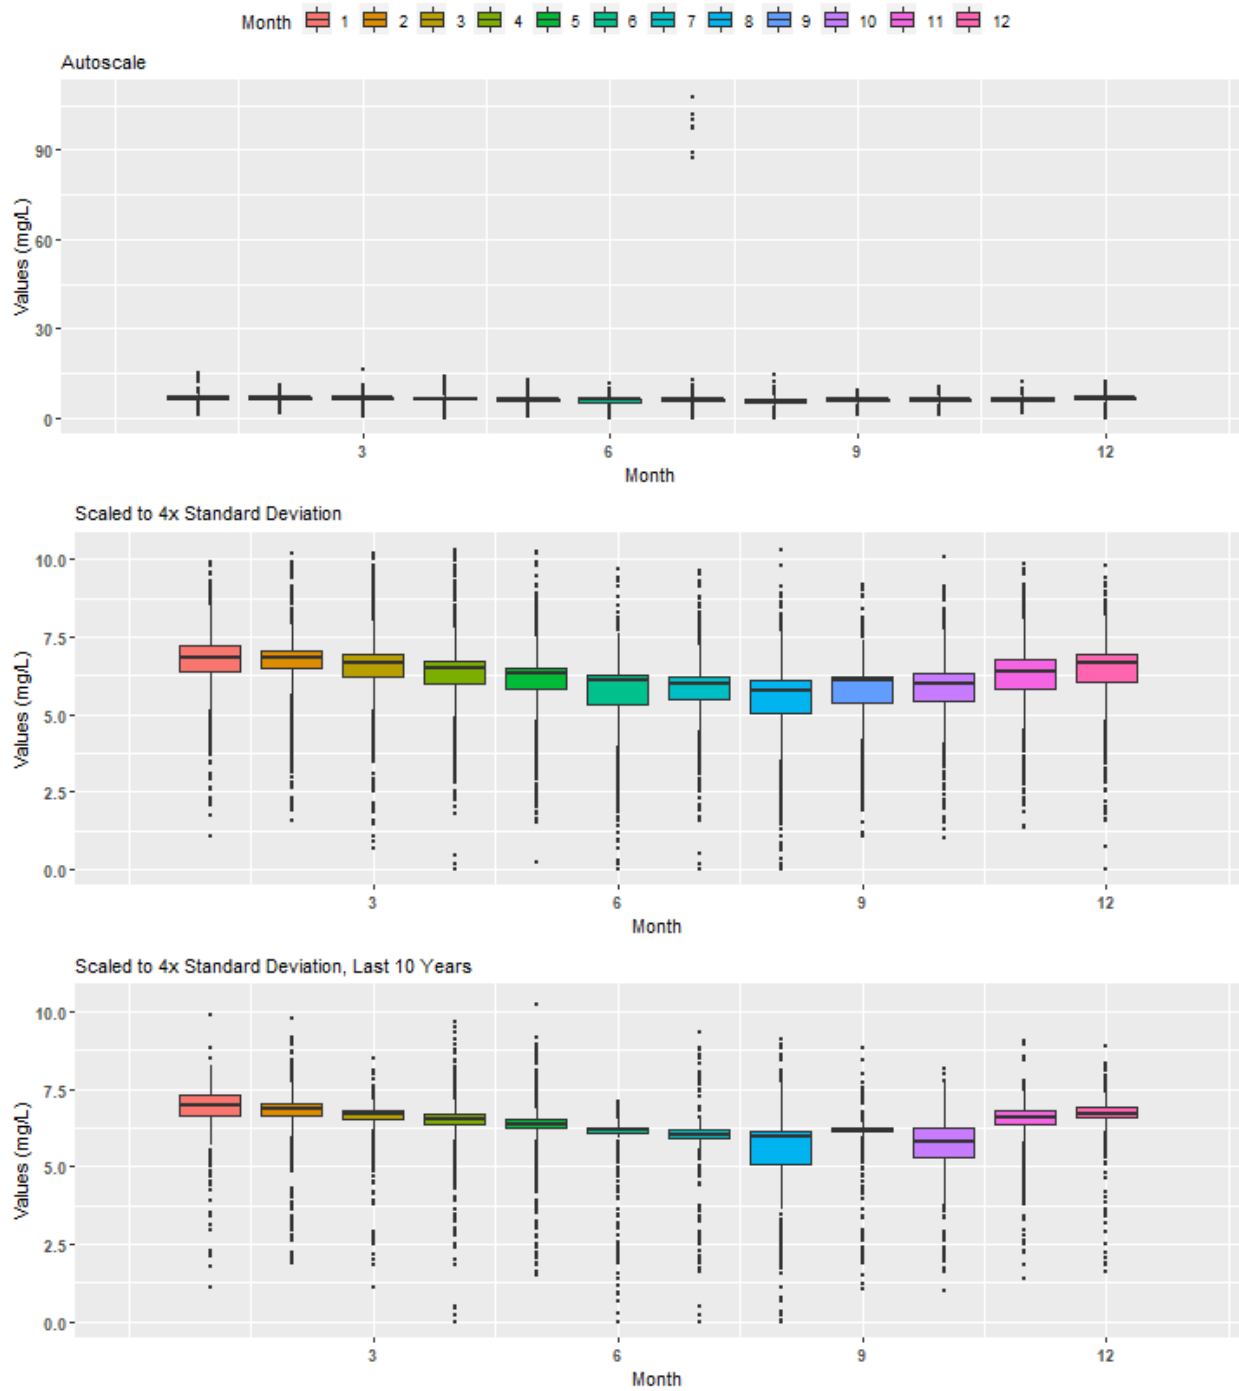 Month 1 2 3 4 5 6 7 8 9 10 11 12
Autoscale
Values (mg/L)
90
60
30
0
3 6 9 12
Month
Scaled to 4x Standard Deviation
Values (mg/L)
10.0
7.5
5.0
2.5
0.0
3 6 9 12
Month
Scaled to 4x Standard Deviation, Last 10 Years
Values (mg/L)
10.0
7.5
5.0
2.5
0.0
3 6 9 12
Month